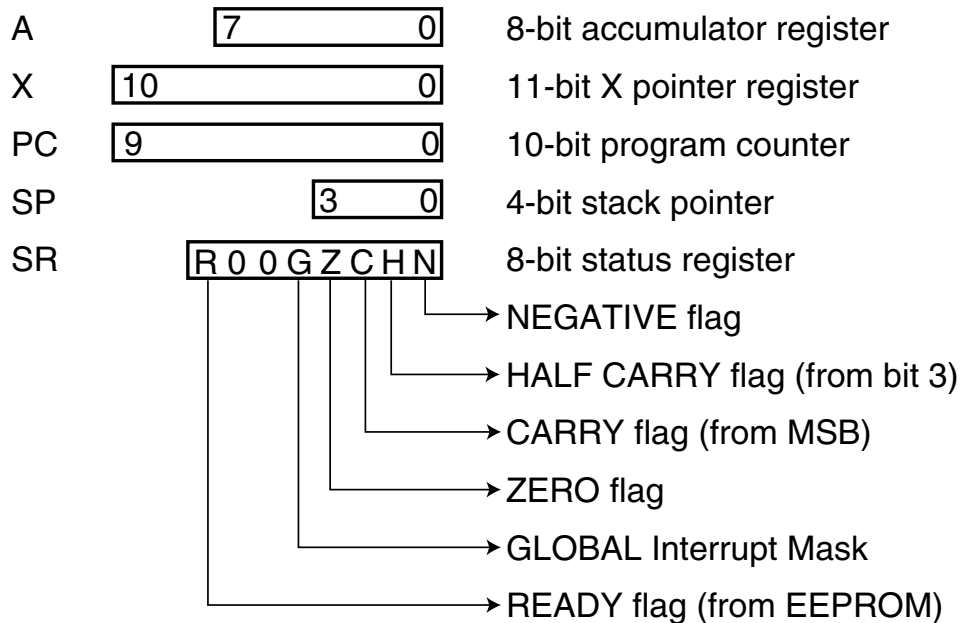 A 7 0 8-bit accumulator register
X 10 0 11-bit X pointer register
PC 9 0 10-bit program counter
SP 3 0 4-bit stack pointer
SR R 0 0 G Z C H N 8-bit status register
NEGATIVE flag
HALF CARRY flag (from bit 3)
CARRY flag (from MSB)
ZERO flag
GLOBAL Interrupt Mask
READY flag (from EEPROM)